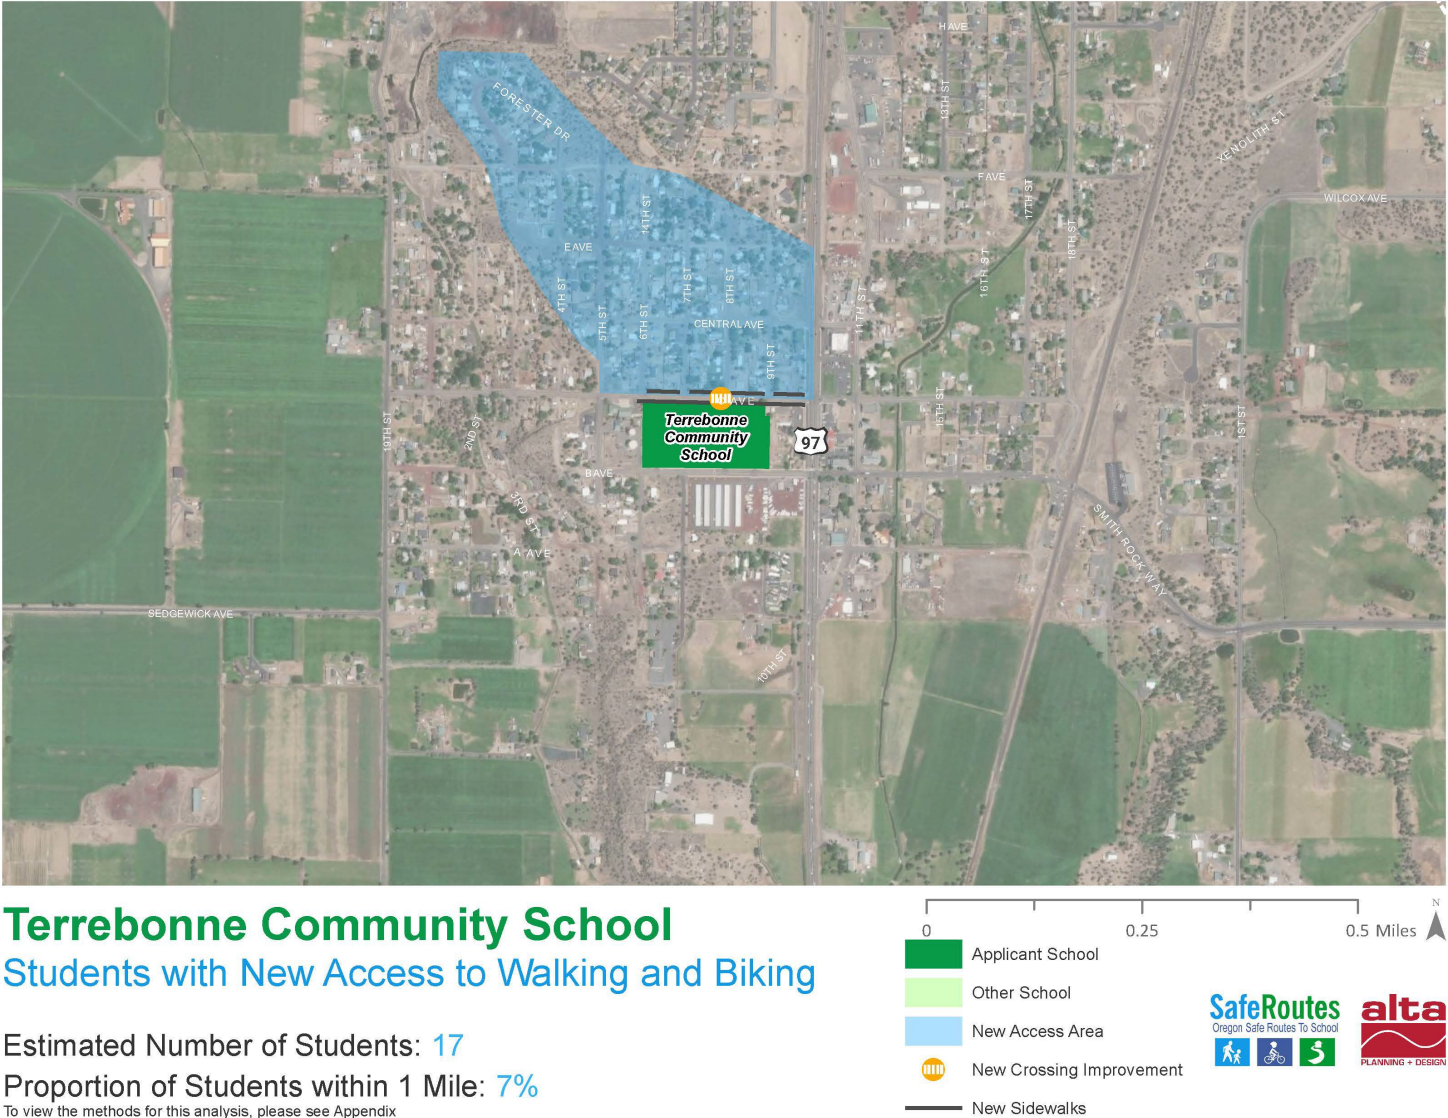 H AVE
13TH ST
FORESTER DR
XENOLITH ST
F AVE
17TH ST
WILCOX AVE
14TH ST
18TH ST
E AVE
16TH ST
4TH ST
7TH ST
8TH ST
5TH ST
6TH ST
CENTRAL AVE
11TH ST
9TH ST
AVE
Terrebonne
Community
School
97
19TH ST
2ND ST
15TH ST
1ST ST
B AVE
3RD ST
A AVE
SMITH ROCK WAY
SEDGEWICK AVE
10TH ST
Terrebonne Community School
Students with New Access to Walking and Biking
Estimated Number of Students: 17
Proportion of Students within 1 Mile: 7%
To view the methods for this analysis, please see Appendix
0 0.25 0.5 Miles
N
Applicant School
Other School
New Access Area
New Crossing Improvement
New Sidewalks
SafeRoutes
Oregon Safe Routes To School
alta
PLANNING + DESIGN